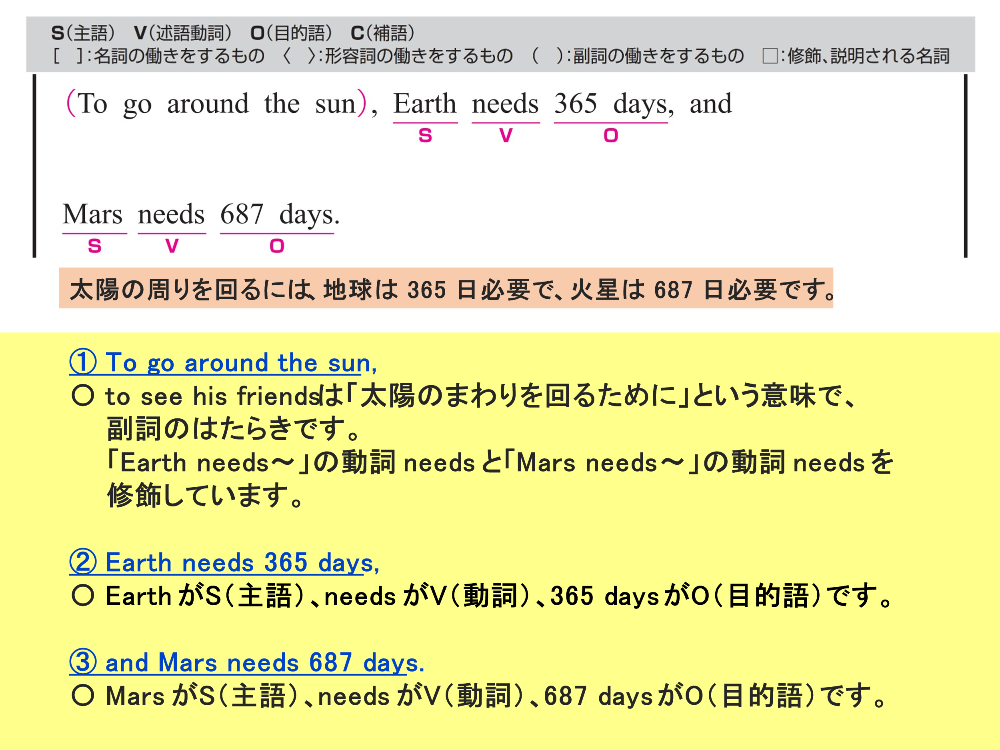 S（主語） V（述語動詞） O（目的語） C（補語）
[ ]：名詞の働きをするもの 〈 〉：形容詞の働きをするもの （ ）：副詞の働きをするもの □：修飾、説明される名詞
(To go around the sun), Earth needs 365 days, and
S V O
Mars needs 687 days.
S V O
太陽の周りを回るには、地球は 365 日必要で、火星は 687 日必要です。
① To go around the sun,
○ to see his friendsは「太陽のまわりを回るために」という意味で、
副詞のはたらきです。
「Earth needs～」の動詞 needs と「Mars needs～」の動詞 needs を
修飾しています。
② Earth needs 365 days,
○ Earth がS（主語）、needs がV（動詞）、365 days がO（目的語）です。
③ and Mars needs 687 days.
○ Mars がS（主語）、needs がV（動詞）、687 days がO（目的語）です。